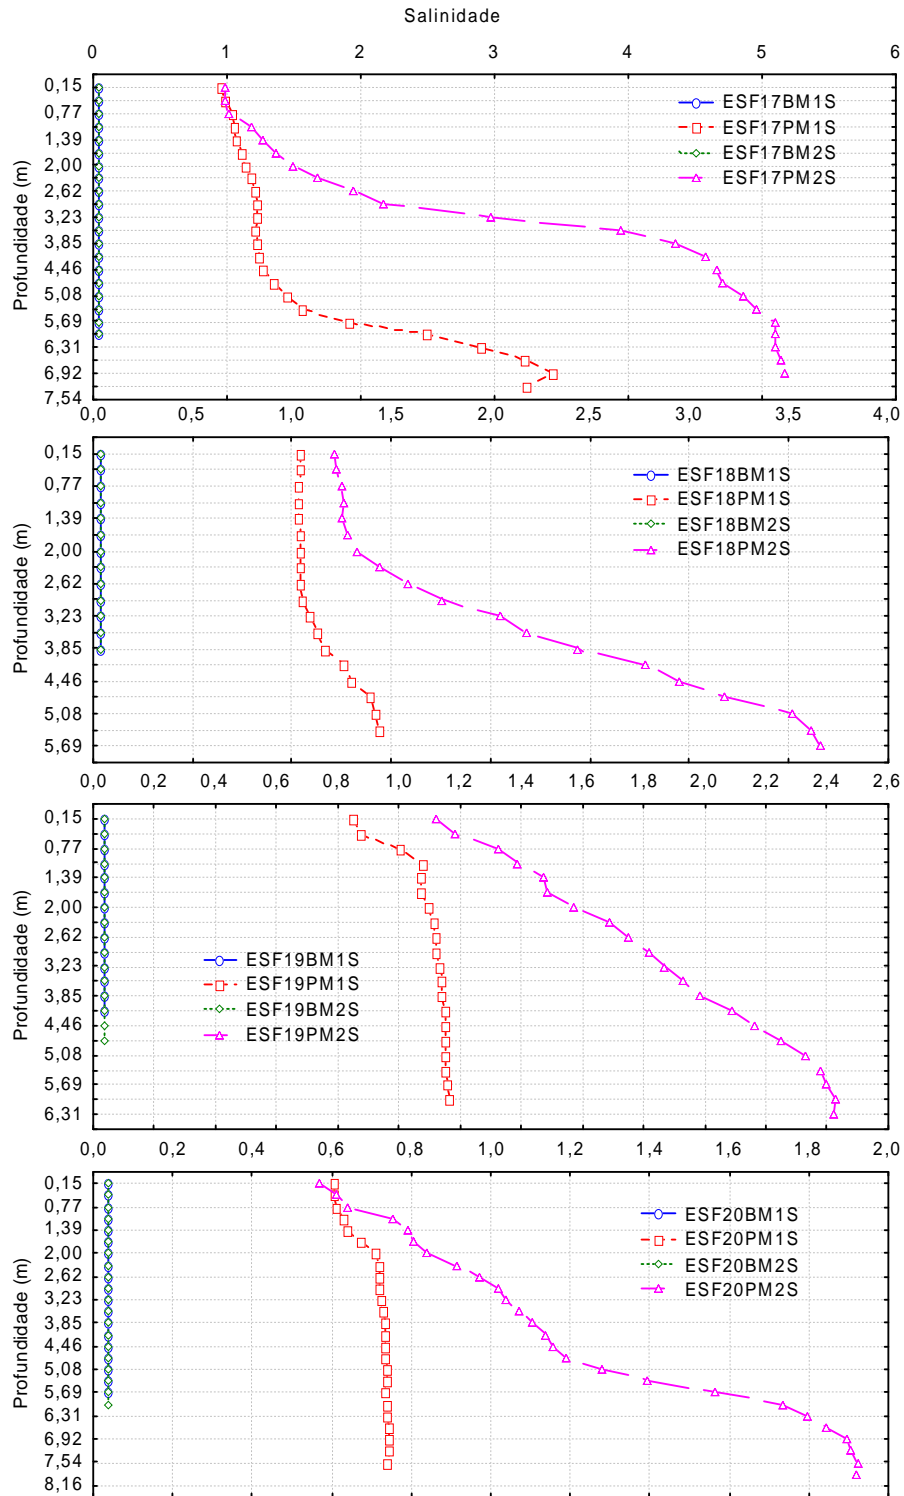 Salinidade
0 1 2 3 4 5 6
Profundidade (m)
0,15
0,77
1,39
2,00
2,62
3,23
3,85
4,46
5,08
5,69
6,31
6,92
7,54
ESF17BM1S
ESF17PM1S
ESF17BM2S
ESF17PM2S
0,0 0,5 1,0 1,5 2,0 2,5 3,0 3,5 4,0
Profundidade (m)
0,15
0,77
1,39
2,00
2,62
3,23
3,85
4,46
5,08
5,69
ESF18BM1S
ESF18PM1S
ESF18BM2S
ESF18PM2S
0,0 0,2 0,4 0,6 0,8 1,0 1,2 1,4 1,6 1,8 2,0 2,2 2,4 2,6
Profundidade (m)
0,15
0,77
1,39
2,00
2,62
3,23
3,85
4,46
5,08
5,69
6,31
ESF19BM1S
ESF19PM1S
ESF19BM2S
ESF19PM2S
0,0 0,2 0,4 0,6 0,8 1,0 1,2 1,4 1,6 1,8 2,0
Profundidade (m)
0,15
0,77
1,39
2,00
2,62
3,23
3,85
4,46
5,08
5,69
6,31
6,92
7,54
8,16
ESF20BM1S
ESF20PM1S
ESF20BM2S
ESF20PM2S